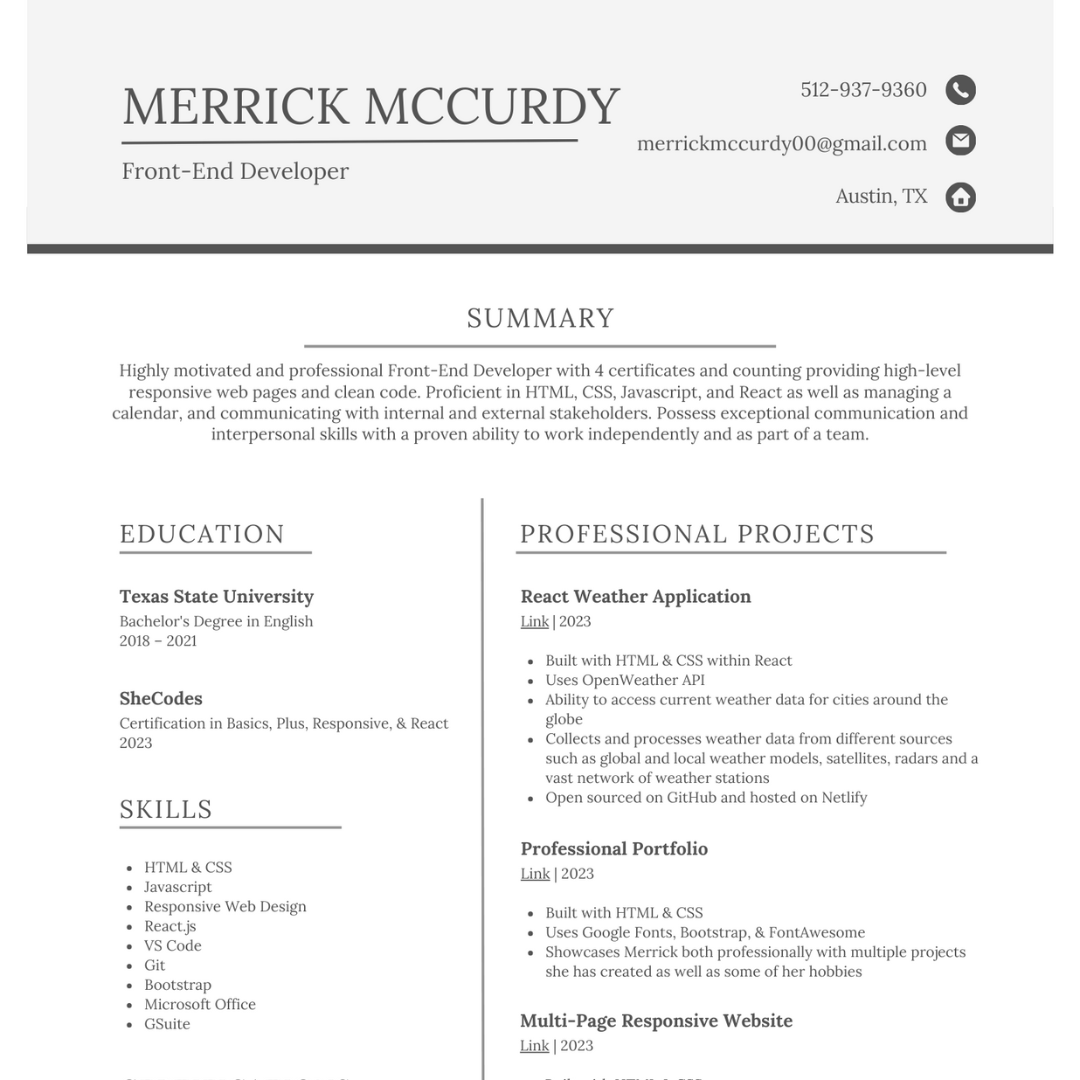 MERRICK MCCURDY
Front-End Developer
512-937-9360
merrickmccurdy00@gmail.com
Austin, TX
SUMMARY
Highly motivated and professional Front-End Developer with 4 certificates and counting providing high-level
responsive web pages and clean code. Proficient in HTML, CSS, Javascript, and React as well as managing a
calendar, and communicating with internal and external stakeholders. Possess exceptional communication and
interpersonal skills with a proven ability to work independently and as part of a team.
EDUCATION
Texas State University
Bachelor's Degree in English
2018 – 2021
SheCodes
Certification in Basics, Plus, Responsive, & React
2023
SKILLS
• HTML & CSS
• Javascript
• Responsive Web Design
• React.js
• VS Code
• Git
• Bootstrap
• Microsoft Office
• GSuite
PROFESSIONAL PROJECTS
React Weather Application
Link | 2023
• Built with HTML & CSS within React
• Uses OpenWeather API
• Ability to access current weather data for cities around the
globe
• Collects and processes weather data from different sources
such as global and local weather models, satellites, radars and a
vast network of weather stations
• Open sourced on GitHub and hosted on Netlify
Professional Portfolio
Link | 2023
• Built with HTML & CSS
• Uses Google Fonts, Bootstrap, & FontAwesome
• Showcases Merrick both professionally with multiple projects
she has created as well as some of her hobbies
Multi-Page Responsive Website
Link | 2023